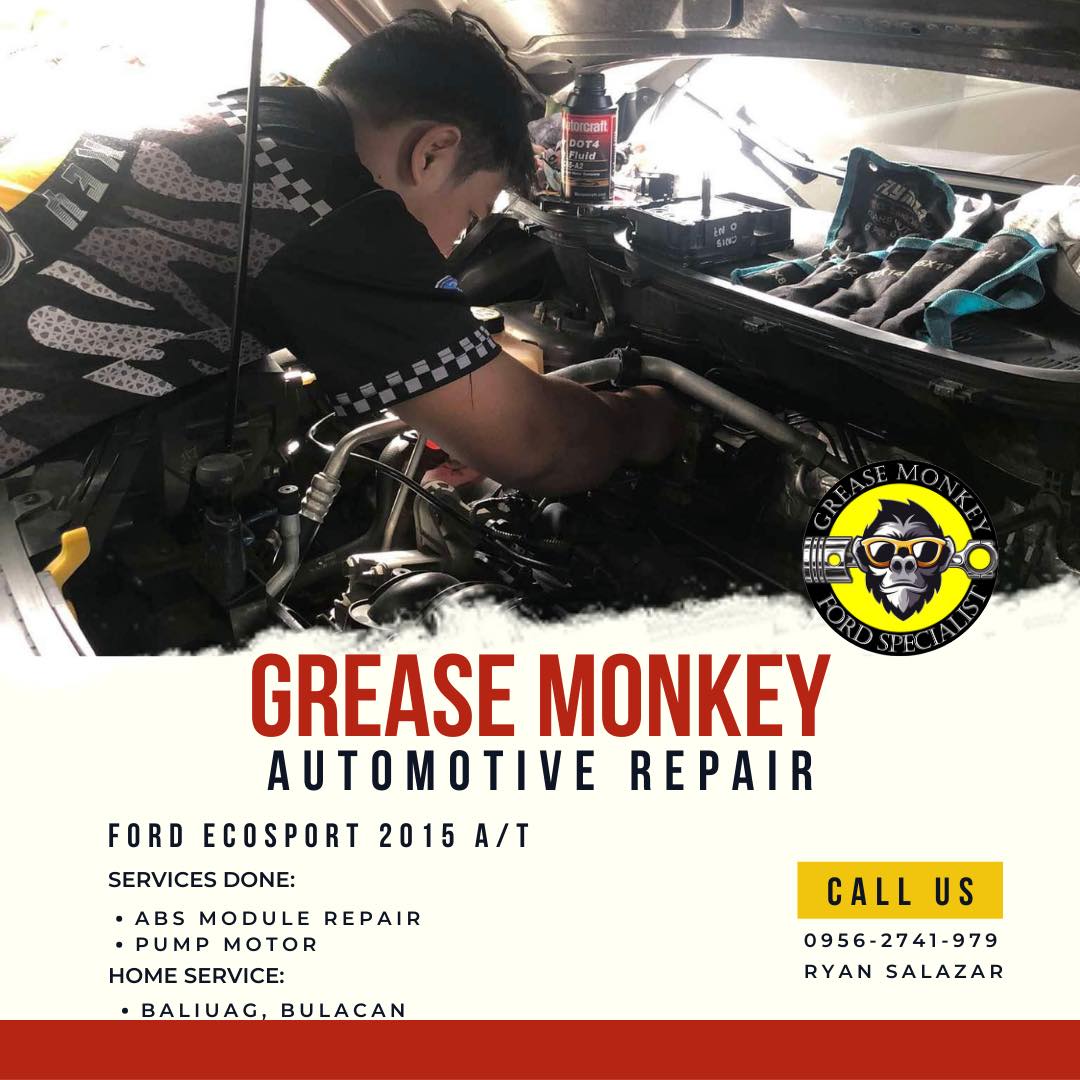 Motorcraft
DOT4
Fluid
GREASE MONKEY
FORD SPECIALIST
GREASE MONKEY
AUTOMOTIVE REPAIR
FORD ECOSPORT 2015 A/T
SERVICES DONE:
• ABS MODULE REPAIR
• PUMP MOTOR
HOME SERVICE:
• BALIUAG, BULACAN
CALL US
0956-2741-979
RYAN SALAZAR